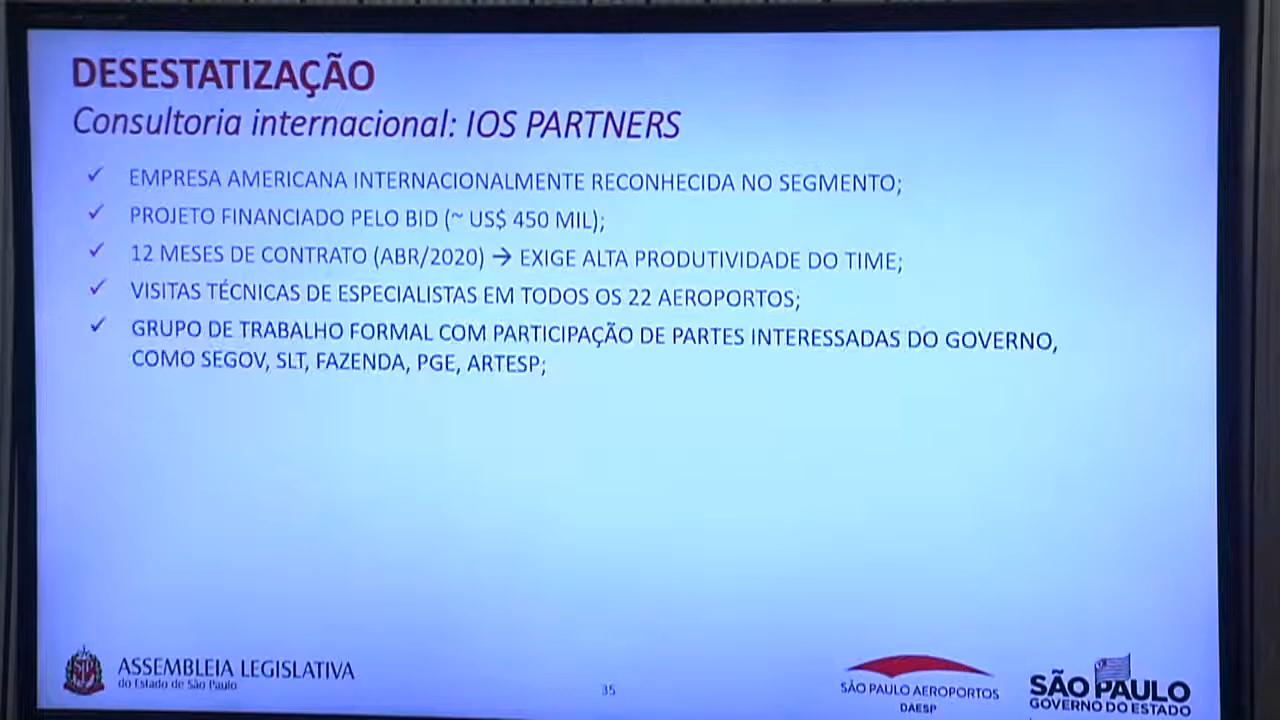 DESESTATIZAÇÃO
Consultoria internacional: IOS PARTNERS
✓ EMPRESA AMERICANA INTERNACIONALMENTE RECONHECIDA NO SEGMENTO;
✓ PROJETO FINANCIADO PELO BID (~ US$ 450 MIL);
✓ 12 MESES DE CONTRATO (ABR/2020) → EXIGE ALTA PRODUTIVIDADE DO TIME;
✓ VISITAS TÉCNICAS DE ESPECIALISTAS EM TODOS OS 22 AEROPORTOS;
✓ GRUPO DE TRABALHO FORMAL COM PARTICIPAÇÃO DE PARTES INTERESSADAS DO GOVERNO,
COMO SEGOV, SLT, FAZENDA, PGE, ARTESP;
ASSEMBLEIA LEGISLATIVA
do Estado de São Paulo
35
SÃO PAULO AEROPORTOS
DAESP
SÃO PAULO
GOVERNO DO ESTADO